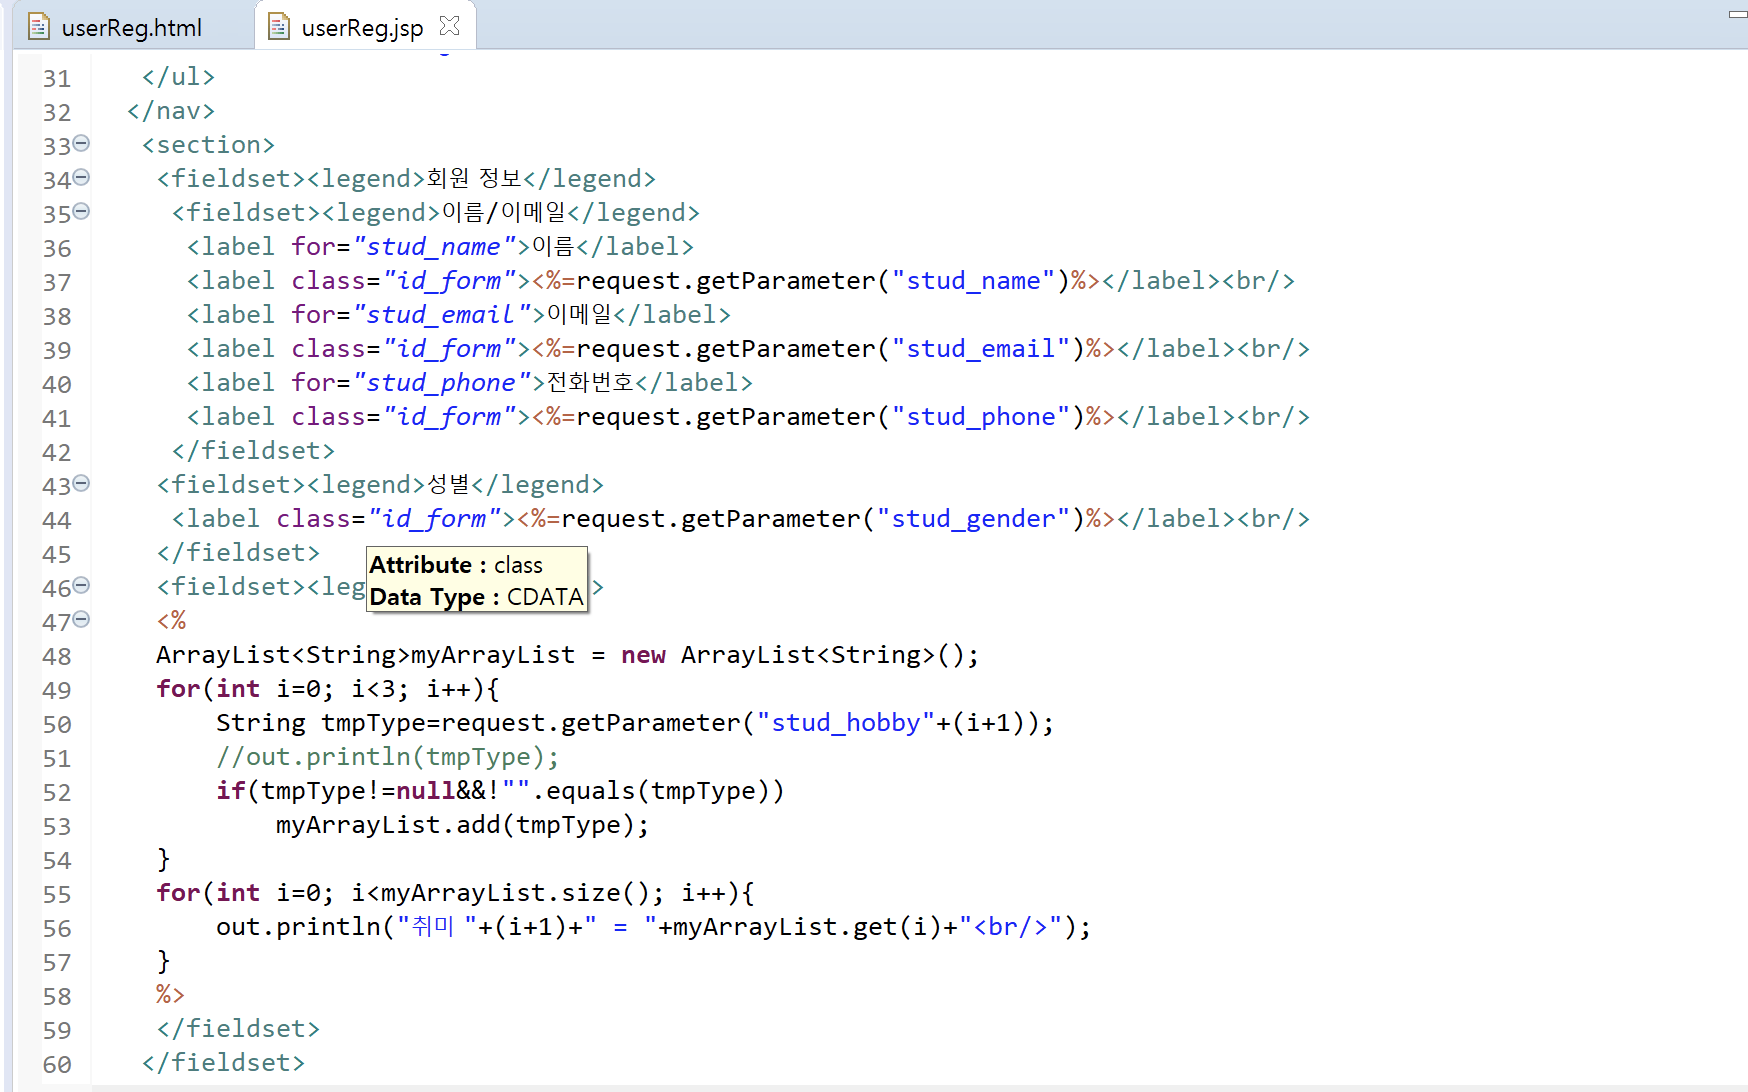 userReg.html userReg.jsp
31 </ul>
32 </nav>
33 <section>
34 <fieldset><legend>회원 정보</legend>
35 <fieldset><legend>이름/이메일</legend>
36 <label for="stud_name">이름</label>
37 <label class="id_form"><%=request.getParameter("stud_name")%></label><br/>
38 <label for="stud_email">이메일</label>
39 <label class="id_form"><%=request.getParameter("stud_email")%></label><br/>
40 <label for="stud_phone">전화번호</label>
41 <label class="id_form"><%=request.getParameter("stud_phone")%></label><br/>
42 </fieldset>
43 <fieldset><legend>성별</legend>
44 <label class="id_form"><%=request.getParameter("stud_gender")%></label><br/>
45 </fieldset>
Attribute : class
46 <fieldset><leg >
Data Type : CDATA
47 <%
48 ArrayList<String>myArrayList = new ArrayList<String>();
49 for(int i=0; i<3; i++){
50 String tmpType=request.getParameter("stud_hobby"+(i+1));
51 //out.println(tmpType);
52 if(tmpType!=null&&!"".equals(tmpType))
53 myArrayList.add(tmpType);
54 }
55 for(int i=0; i<myArrayList.size(); i++){
56 out.println("취미 "+(i+1)+" = "+myArrayList.get(i)+"<br/>");
57 }
58 %>
59 </fieldset>
60 </fieldset>